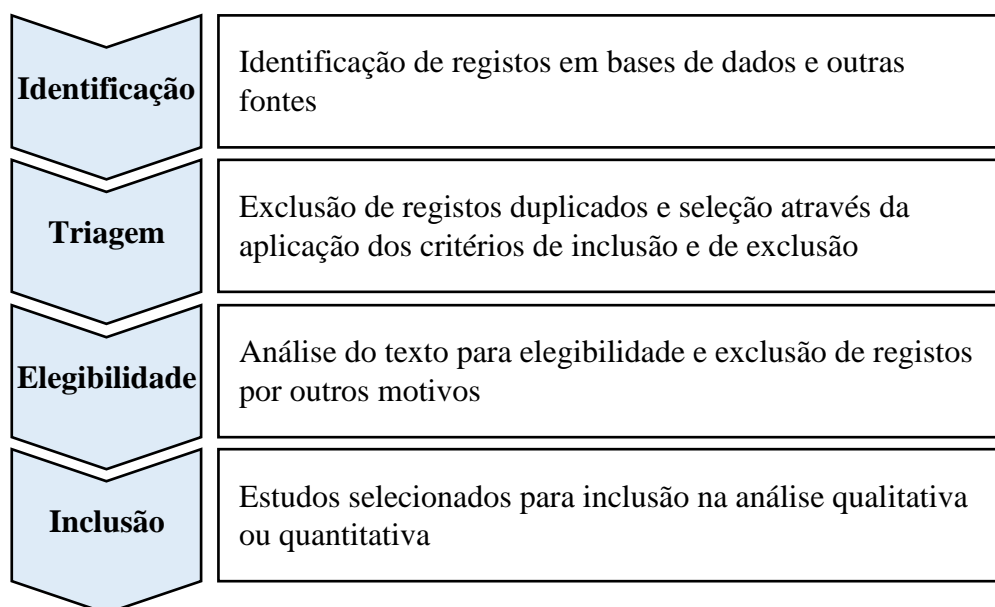 Identificação
Identificação de registos em bases de dados e outras
fontes
Triagem
Exclusão de registos duplicados e seleção através da
aplicação dos critérios de inclusão e de exclusão
Elegibilidade
Análise do texto para elegibilidade e exclusão de registos
por outros motivos
Inclusão
Estudos selecionados para inclusão na análise qualitativa
ou quantitativa